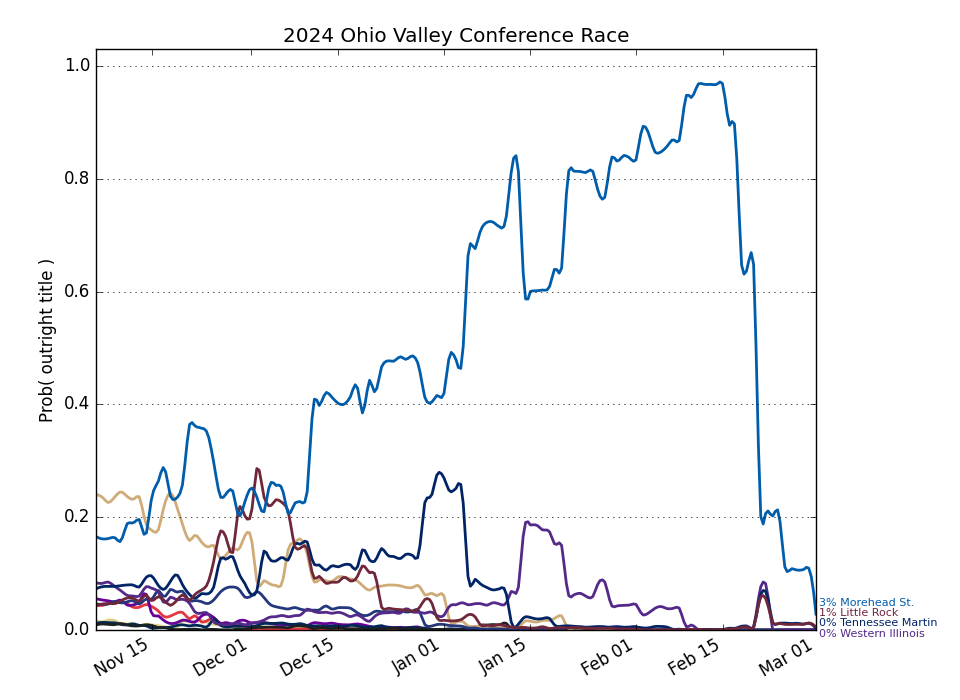 2024 Ohio Valley Conference Race
Prob( outright title )
1.0
0.8
0.6
0.4
0.2
0.0
Nov 15
Dec 01
Dec 15
Jan 01
Jan 15
Feb 01
Feb 15
Mar 01
3% Morehead St.
1% Little Rock
0% Tennessee Martin
0% Western Illinois